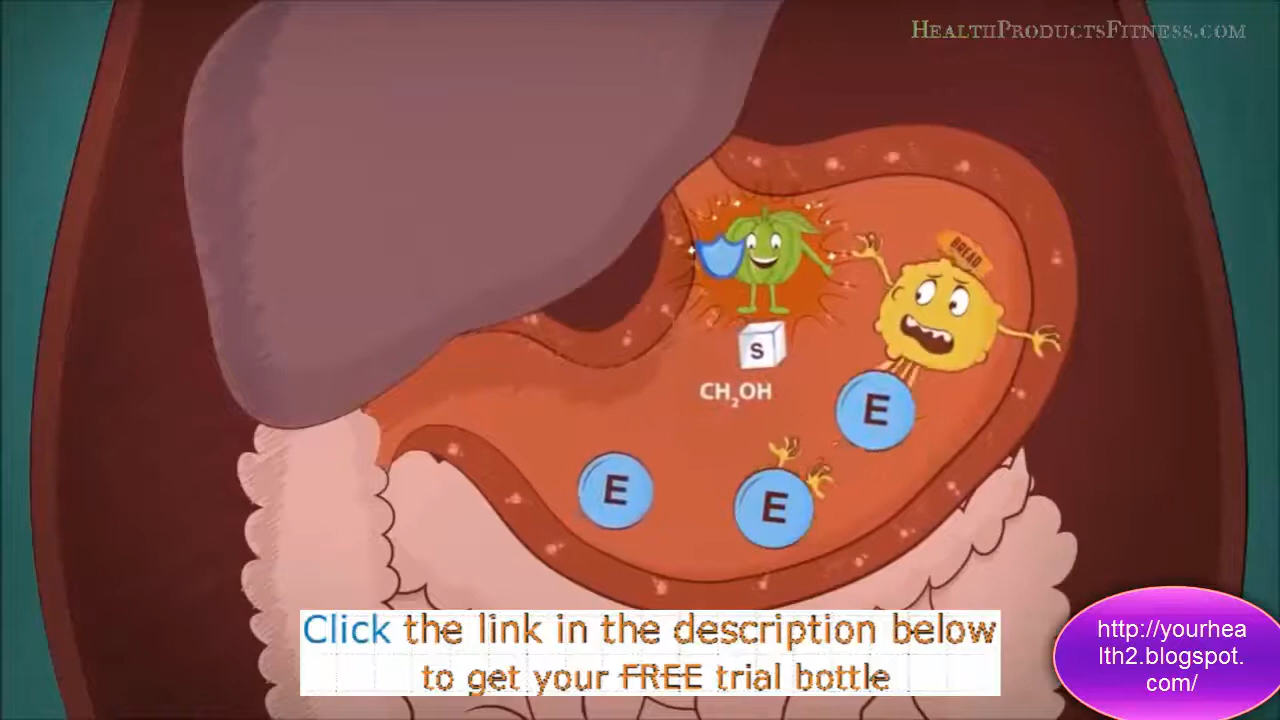 HealthProductsFitness.com
BREAD
S
CH₂OH
E
E
E
Click the link in the description below
to get your FREE trial bottle
http://yourhea
lth2.blogspot.
com/